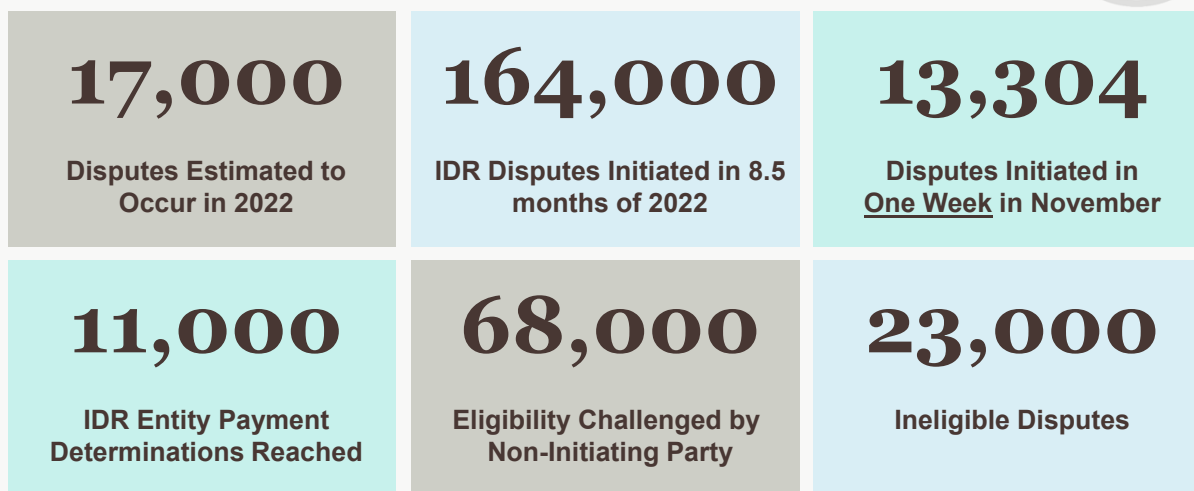 17,000
Disputes Estimated to
Occur in 2022
164,000
IDR Disputes Initiated in 8.5
months of 2022
13,304
Disputes Initiated in
One Week in November
11,000
IDR Entity Payment
Determinations Reached
68,000
Eligibility Challenged by
Non-Initiating Party
23,000
Ineligible Disputes